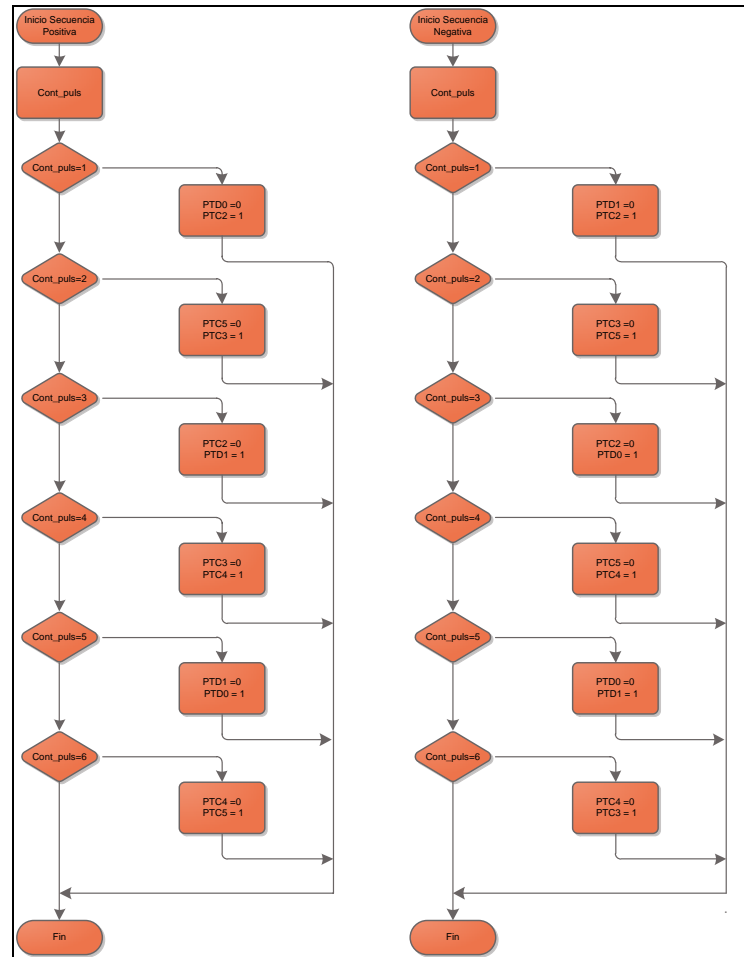 Inicio Secuencia
Positiva
Cont_puls
Cont_puls=1
PTD0 =0
PTC2 = 1
Cont_puls=2
PTC5 =0
PTC3 = 1
Cont_puls=3
PTC2 =0
PTD1 = 1
Cont_puls=4
PTC3 =0
PTC4 = 1
Cont_puls=5
PTD1 =0
PTD0 = 1
Cont_puls=6
PTC4 =0
PTC5 = 1
Fin
Inicio Secuencia
Negativa
Cont_puls
Cont_puls=1
PTD1 =0
PTC2 = 1
Cont_puls=2
PTC3 =0
PTC5 = 1
Cont_puls=3
PTC2 =0
PTD0 = 1
Cont_puls=4
PTC5 =0
PTC4 = 1
Cont_puls=5
PTD0 =0
PTD1 = 1
Cont_puls=6
PTC4 =0
PTC3 = 1
Fin